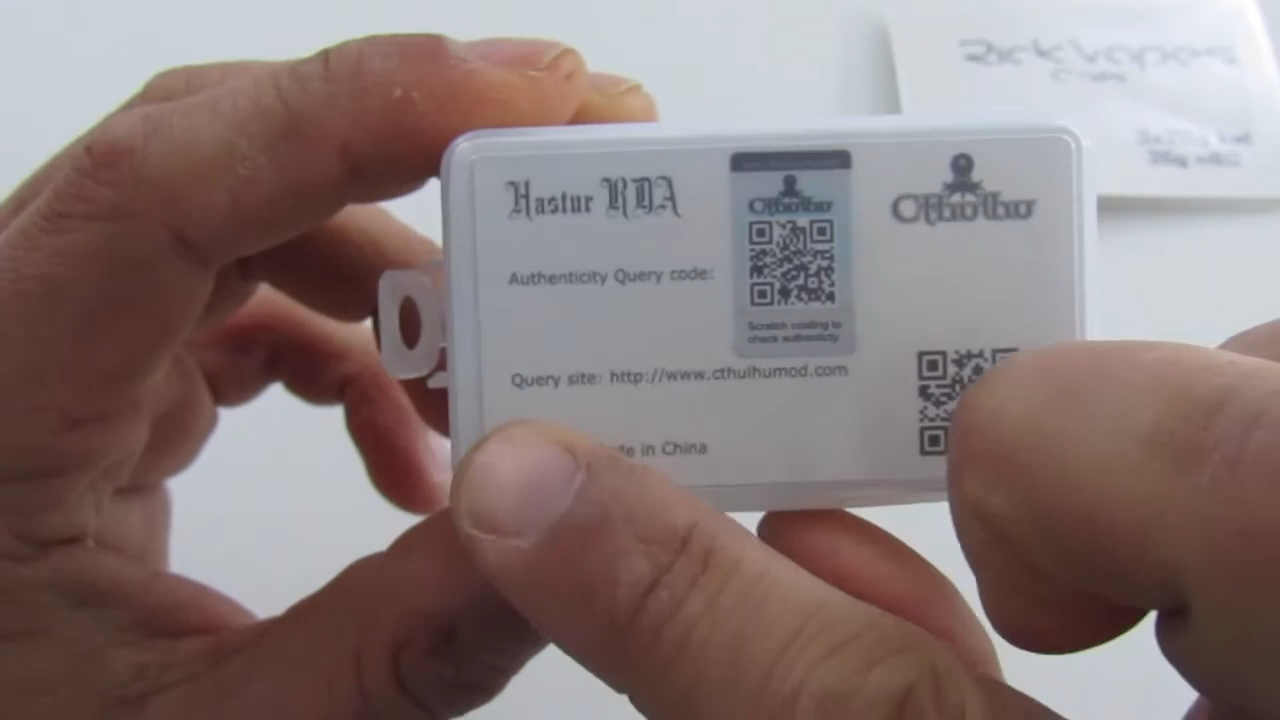 Hastur RDA
Authenticity Query code:
Query site: http://www.cthulhumod.com
in China
Cthulhu
Scratch coating to
check authenticity
Cthulhu
RickVapes